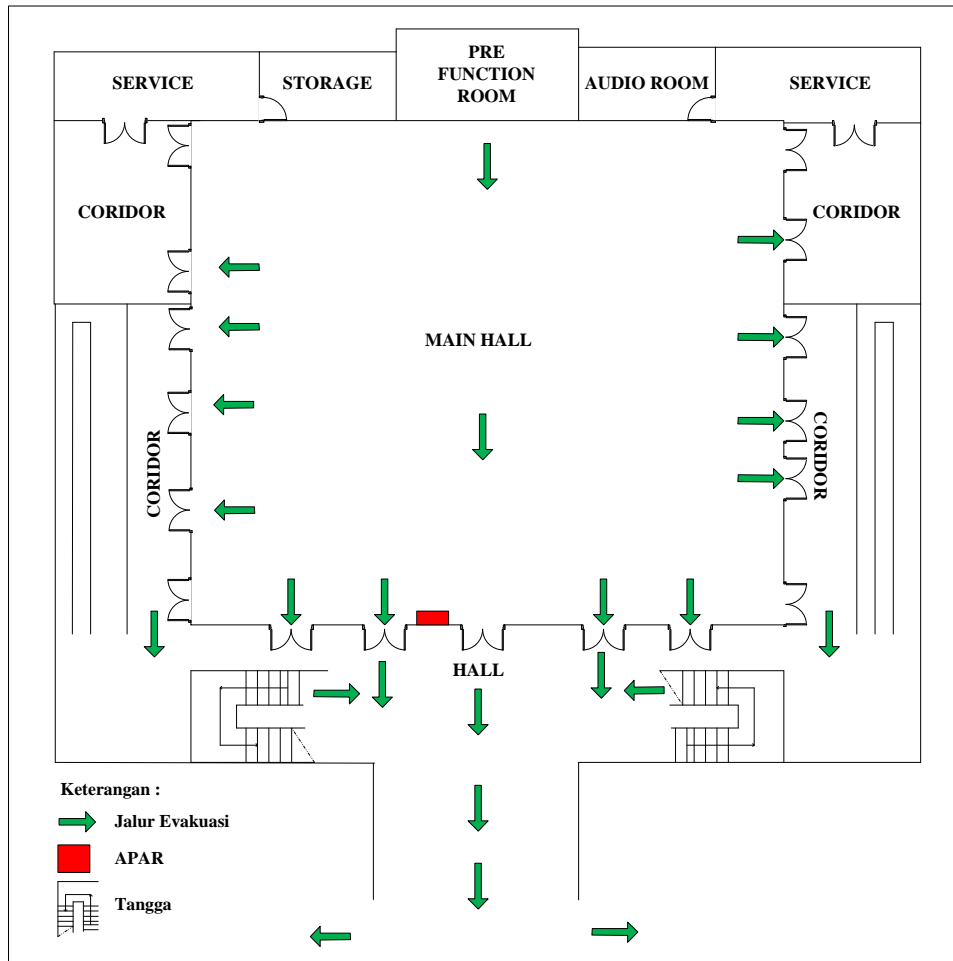 SERVICE
STORAGE
PRE
FUNCTION
ROOM
AUDIO ROOM
SERVICE
CORIDOR
CORIDOR
MAIN HALL
CORIDOR
CORIDOR
HALL
Keterangan :
Jalur Evakuasi
APAR
Tangga